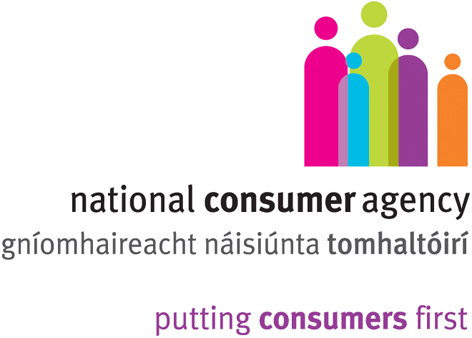 national consumer agency
gníomhaireacht náisiúnta tomhaltóirí
putting consumers first